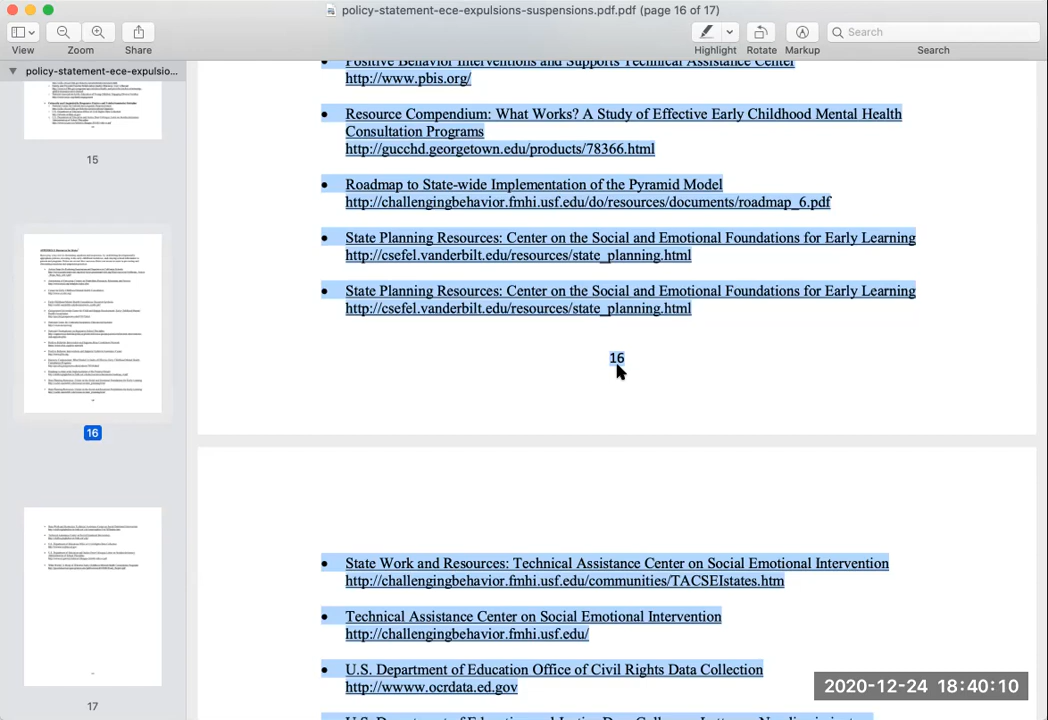 policy-statement-ece-expulsions-suspensions.pdf.pdf (page 16 of 17)
View
Zoom
Share
Highlight
Rotate
Markup
Search
Search
policy-statement-ece-expulsio...
15
16
17
Positive Behavior Interventions and Supports Technical Assistance Center
http://www.pbis.org/
• Resource Compendium: What Works? A Study of Effective Early Childhood Mental Health
Consultation Programs
http://gucchd.georgetown.edu/products/78366.html
• Roadmap to State-wide Implementation of the Pyramid Model
http://challengingbehavior.fmhi.usf.edu/do/resources/documents/roadmap_6.pdf
• State Planning Resources: Center on the Social and Emotional Foundations for Early Learning
http://csefel.vanderbilt.edu/resources/state_planning.html
• State Planning Resources: Center on the Social and Emotional Foundations for Early Learning
http://csefel.vanderbilt.edu/resources/state_planning.html
16
• State Work and Resources: Technical Assistance Center on Social Emotional Intervention
http://challengingbehavior.fmhi.usf.edu/communities/TACSEIstates.htm
• Technical Assistance Center on Social Emotional Intervention
http://challengingbehavior.fmhi.usf.edu/
• U.S. Department of Education Office of Civil Rights Data Collection
http://wwww.ocrdata.ed.gov
2020-12-24 18:40:10